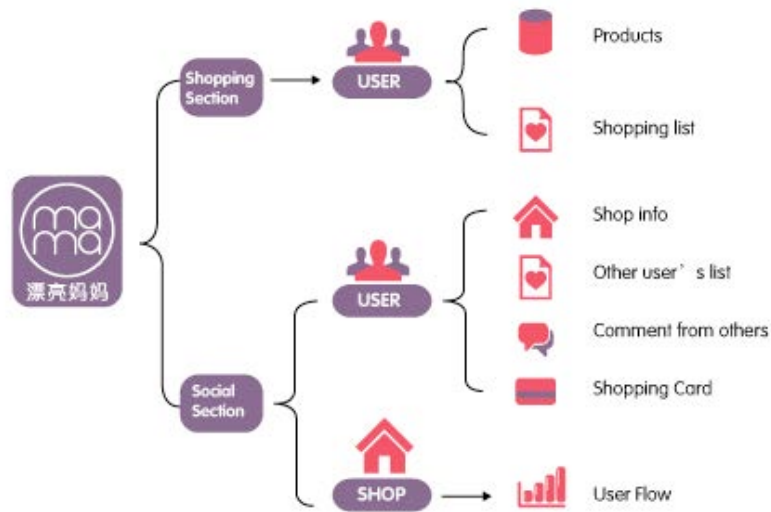 ma
ma
漂亮妈妈
Shopping
Section
USER
Products
Shopping list
Social
Section
USER
Shop info
Other user’s list
Comment from others
Shopping Card
SHOP
User Flow